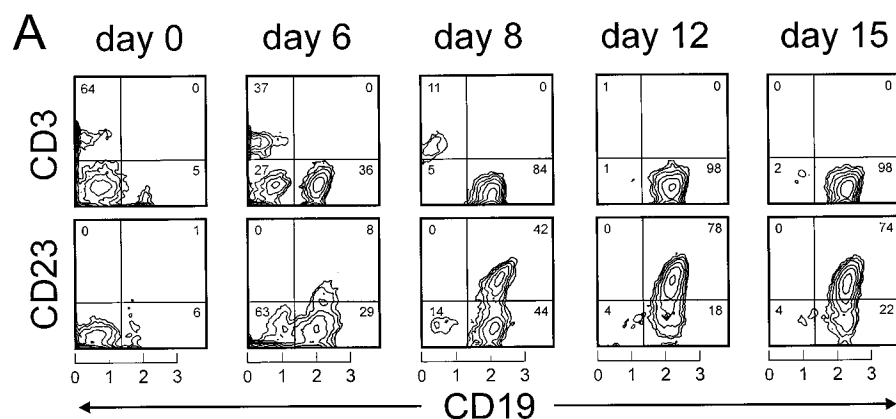 A day 0 day 6 day 8 day 12 day 15
CD3
64 0 37 0 11 0 1 0 0 0
5 27 36 5 84 1 98 2 98
CD23
0 1 0 8 0 42 0 78 0 74
6 63 29 14 44 4 18 4 22
0 1 2 3 0 1 2 3 0 1 2 3 0 1 2 3 0 1 2 3
CD19